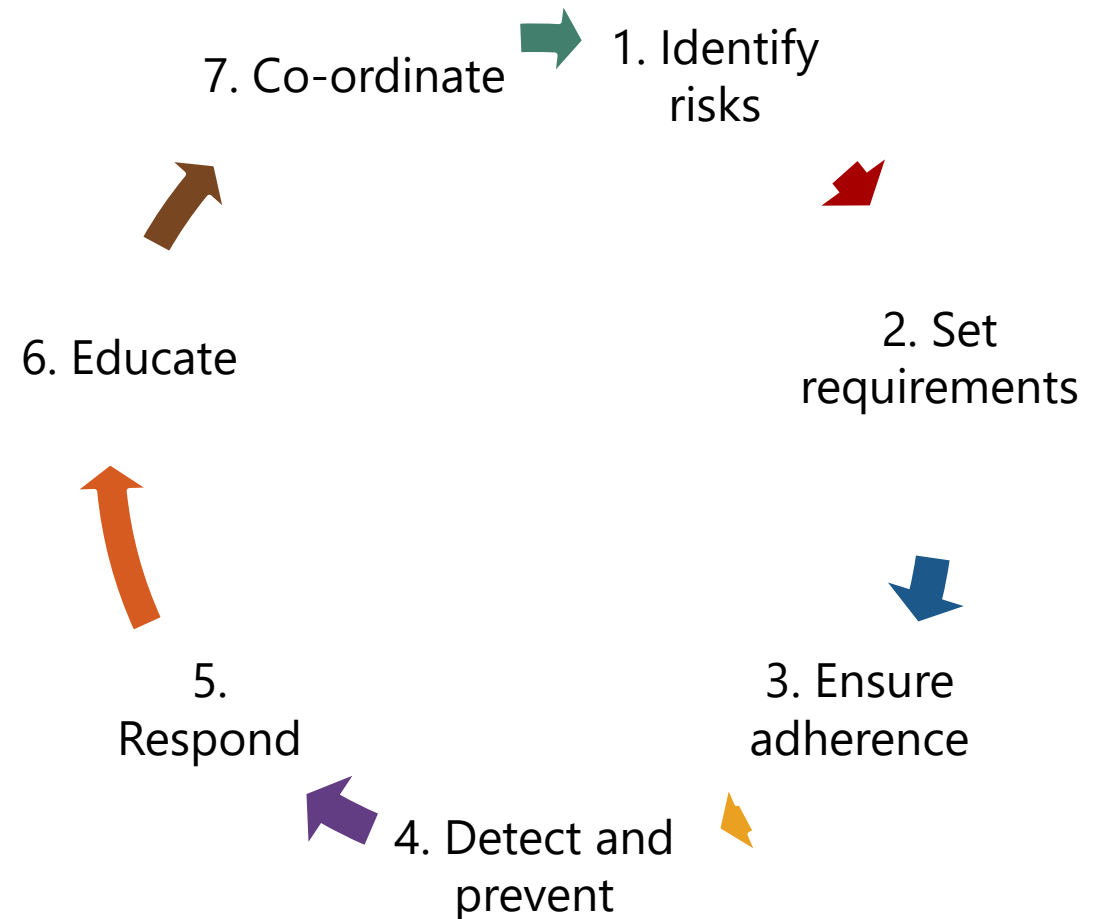 1. Identify
risks
2. Set
requirements
3. Ensure
adherence
4. Detect and
prevent
5.
Respond
6. Educate
7. Co-ordinate